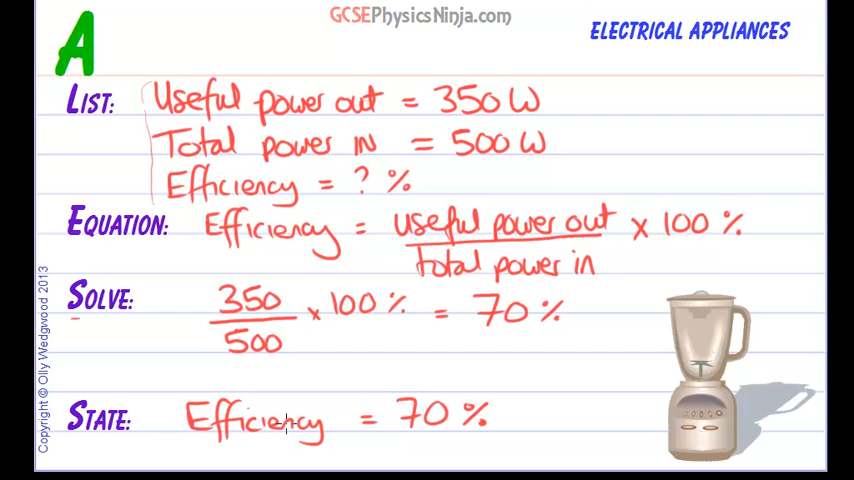 GCSEPhysicsNinja.com
A
ELECTRICAL APPLIANCES
LIST: Useful power out = 350 W
Total power IN = 500 W
Efficiency = ? %
EQUATION: Efficiency = useful power out / total power in × 100 %
SOLVE: 350 / 500 × 100 % = 70 %
STATE: Efficiency = 70 %
Copyright © Olly Wedgwood 2013